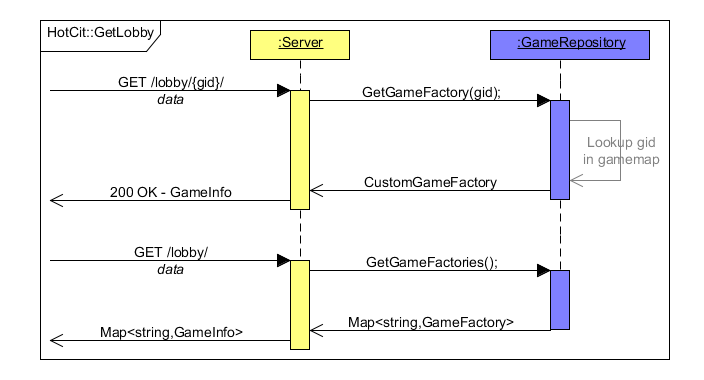 HotCit::GetLobby
:Server
:GameRepository
GET /lobby/{gid}/
data
GetGameFactory(gid);
Lookup gid
in gamemap
CustomGameFactory
200 OK - GameInfo
GET /lobby/
data
GetGameFactories();
Map<string,GameFactory>
Map<string,GameInfo>